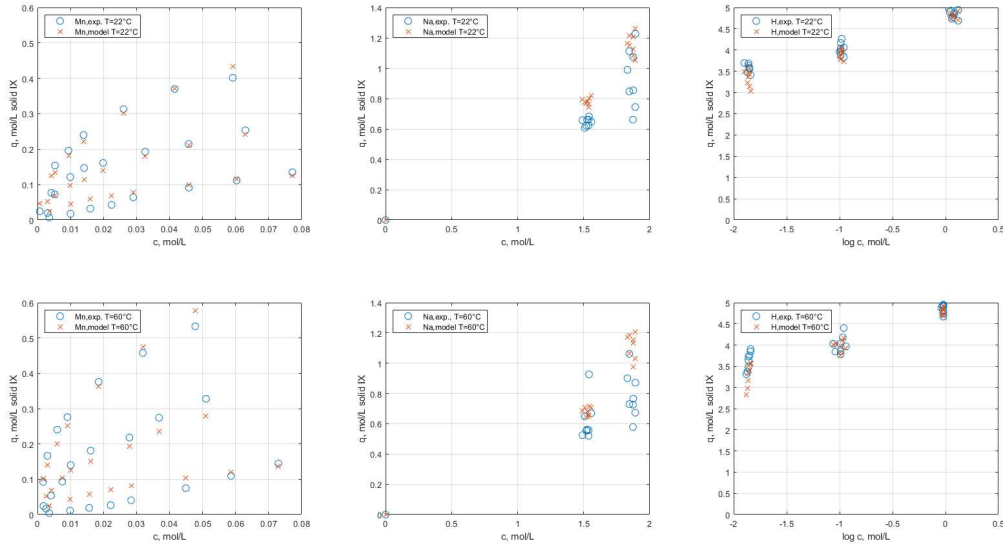 Mn,exp. T=22°C
Mn,model T=22°C
q, mol/L solid IX
0.6
0.5
0.4
0.3
0.2
0.1
0
0 0.01 0.02 0.03 0.04 0.05 0.06 0.07 0.08
c, mol/L
Na,exp. T=22°C
Na,model T=22°C
q, mol/L solid IX
1.4
1.2
1
0.8
0.6
0.4
0.2
0
0 0.5 1 1.5 2
c, mol/L
H,exp. T=22°C
H,model T=22°C
q, mol/L solid IX
5
4.5
4
3.5
3
2.5
2
1.5
1
0.5
0
-2 -1.5 -1 -0.5 0 0.5
log c, mol/L
Mn,exp. T=60°C
Mn,model T=60°C
q, mol/L solid IX
0.6
0.5
0.4
0.3
0.2
0.1
0
0 0.01 0.02 0.03 0.04 0.05 0.06 0.07 0.08
c, mol/L
Na,exp., T=60°C
Na,model T=60°C
q, mol/L solid IX
1.4
1.2
1
0.8
0.6
0.4
0.2
0
0 0.5 1 1.5 2
c, mol/L
H,exp. T=60°C
H,model T=60°C
q, mol/L solid IX
5
4.5
4
3.5
3
2.5
2
1.5
1
0.5
0
-2 -1.5 -1 -0.5 0 0.5
log c, mol/L